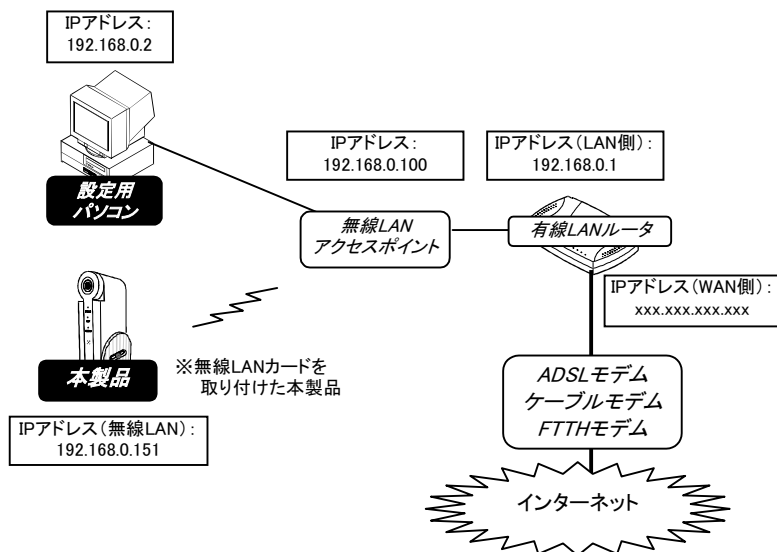 IPアドレス：
192.168.0.2
設定用
パソコン
IPアドレス：
192.168.0.100
IPアドレス（LAN側）：
192.168.0.1
無線LAN
アクセスポイント
有線LANルータ
IPアドレス（WAN側）：
xxx.xxx.xxx.xxx
本製品
※無線LANカードを
取り付けた本製品
IPアドレス（無線LAN）：
192.168.0.151
ADSLモデム
ケーブルモデム
FTTHモデム
インターネット